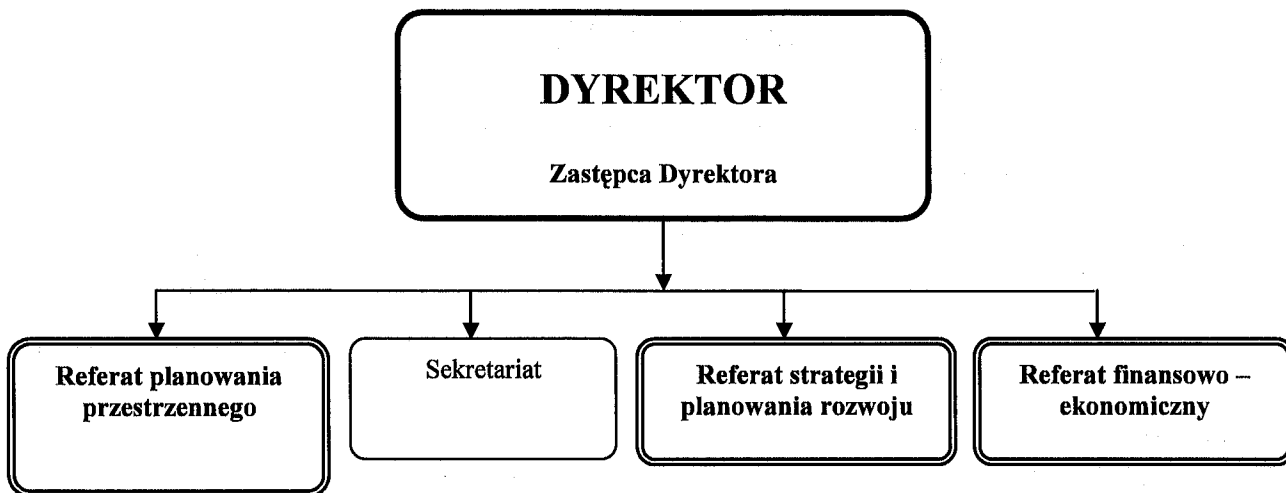 DYREKTOR
Zastępca Dyrektora
Referat planowania
przestrzennego
Sekretariat
Referat strategii i
planowania rozwoju
Referat finansowo –
ekonomiczny